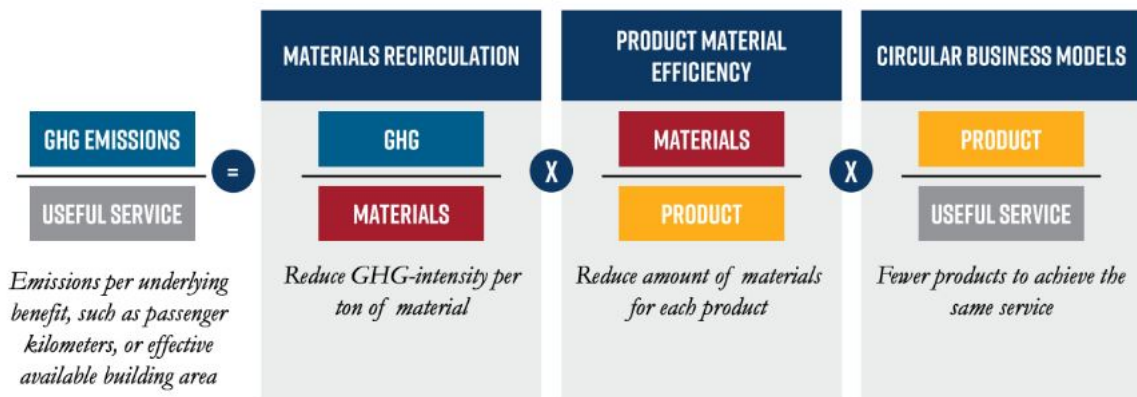 MATERIALS RECIRCULATION
PRODUCT MATERIAL
EFFICIENCY
CIRCULAR BUSINESS MODELS
GHG EMISSIONS
USEFUL SERVICE
=
GHG
MATERIALS
X
MATERIALS
PRODUCT
X
PRODUCT
USEFUL SERVICE
Emissions per underlying
benefit, such as passenger
kilometers, or effective
available building area
Reduce GHG-intensity per
ton of material
Reduce amount of materials
for each product
Fewer products to achieve the
same service